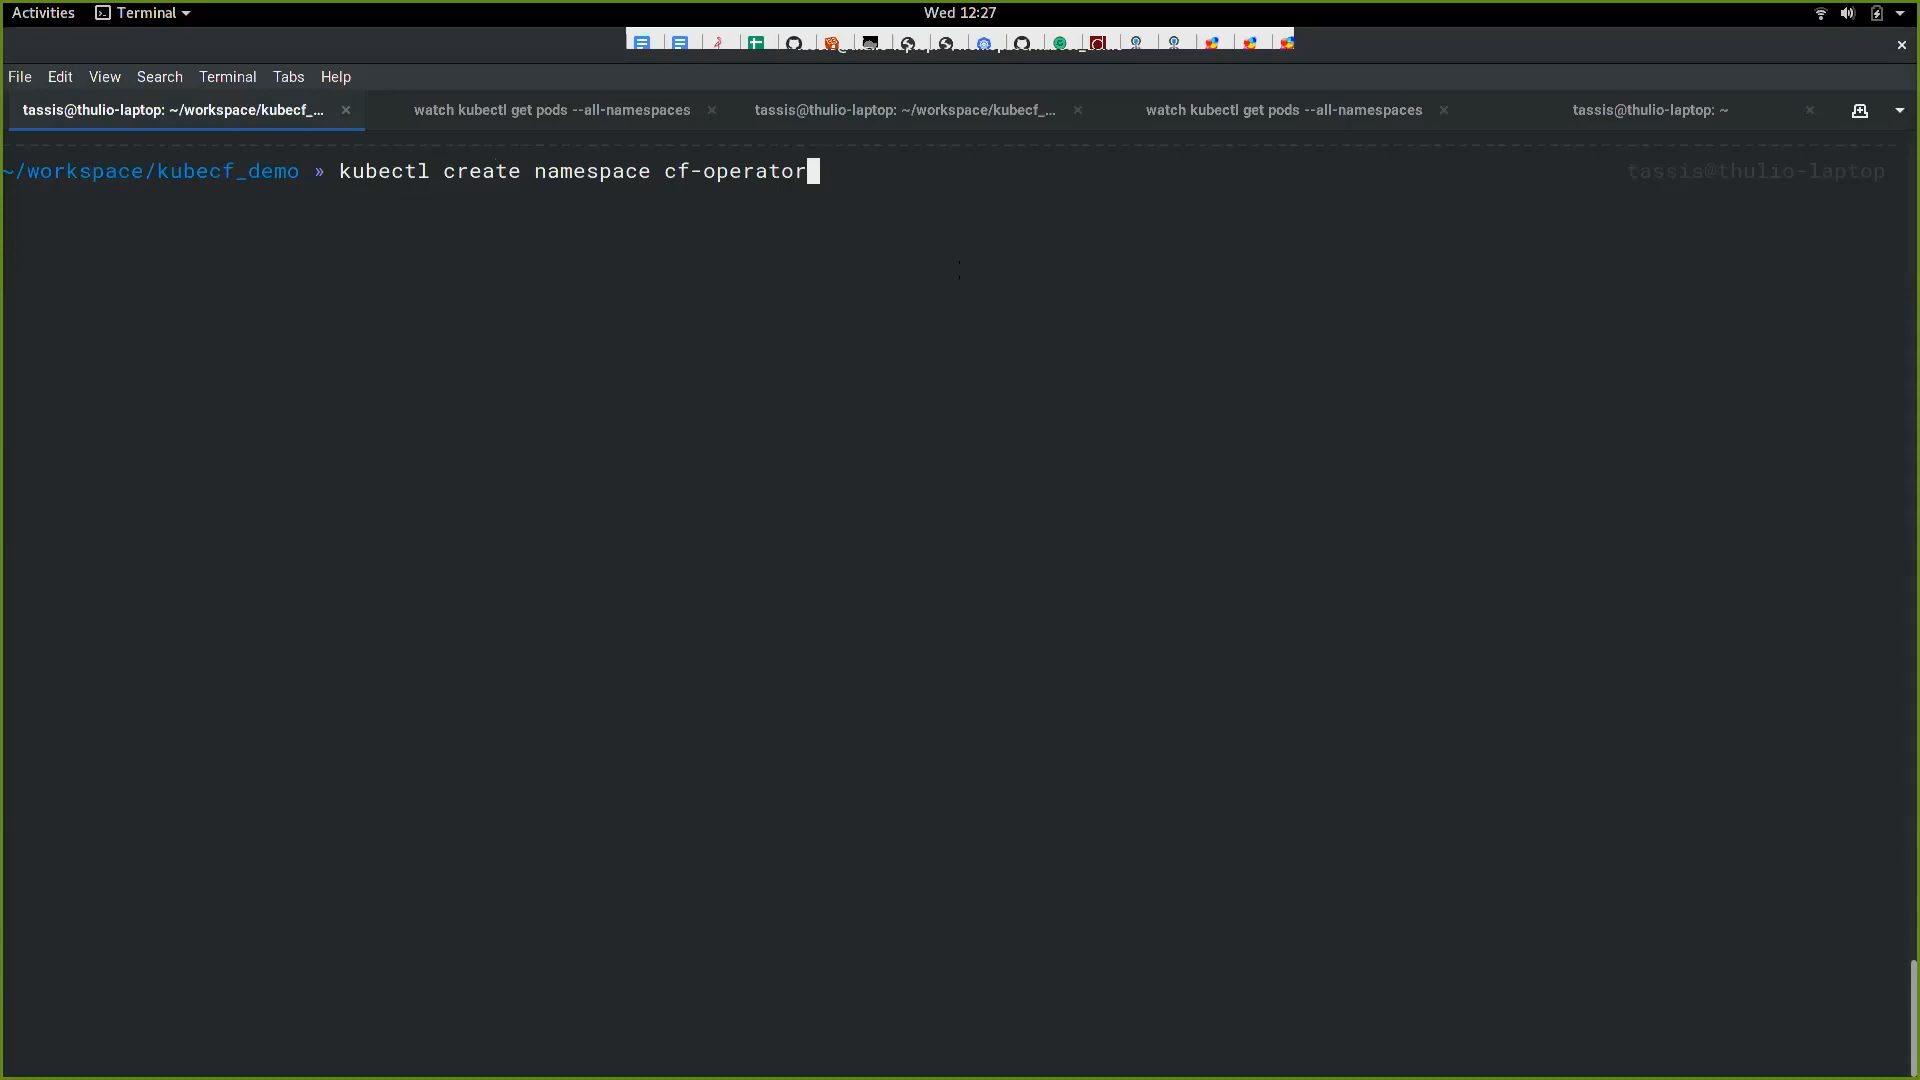 Activities Terminal Wed 12:27
File Edit View Search Terminal Tabs Help
tassis@thulio-laptop: ~/workspace/kubecf_... watch kubectl get pods --all-namespaces tassis@thulio-laptop: ~/workspace/kubecf_... watch kubectl get pods --all-namespaces tassis@thulio-laptop: ~
~/workspace/kubecf_demo » kubectl create namespace cf-operator tassis@thulio-laptop